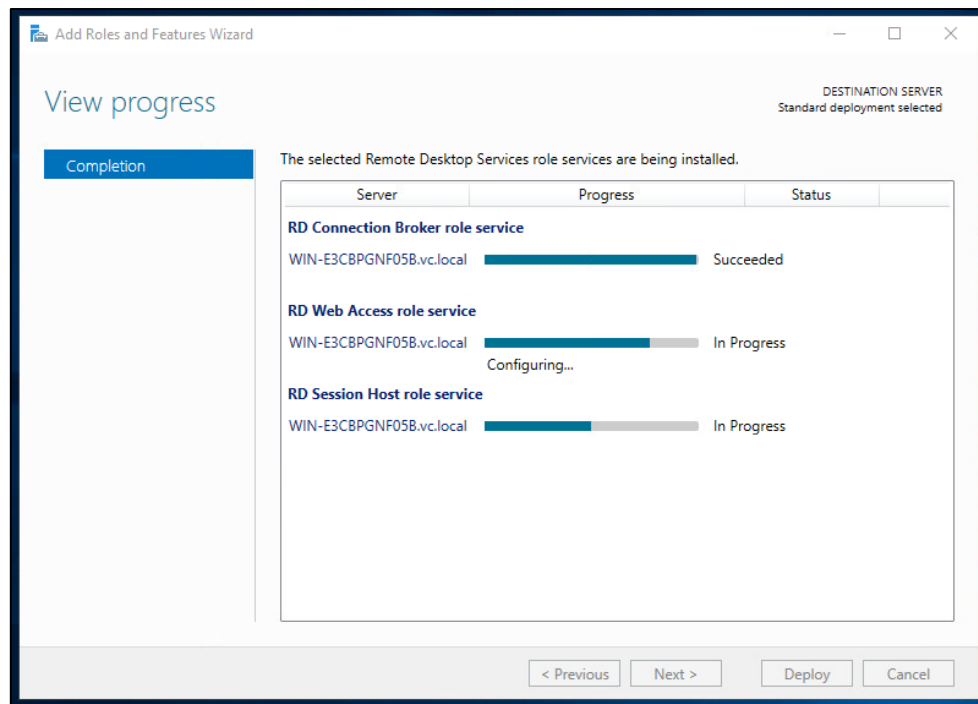 Add Roles and Features Wizard
View progress
DESTINATION SERVER
Standard deployment selected
Completion
The selected Remote Desktop Services role services are being installed.
Server Progress Status
RD Connection Broker role service
WIN-E3CBPGNF05B.vc.local Succeeded
RD Web Access role service
WIN-E3CBPGNF05B.vc.local In Progress
Configuring...
RD Session Host role service
WIN-E3CBPGNF05B.vc.local In Progress
< Previous Next > Deploy Cancel